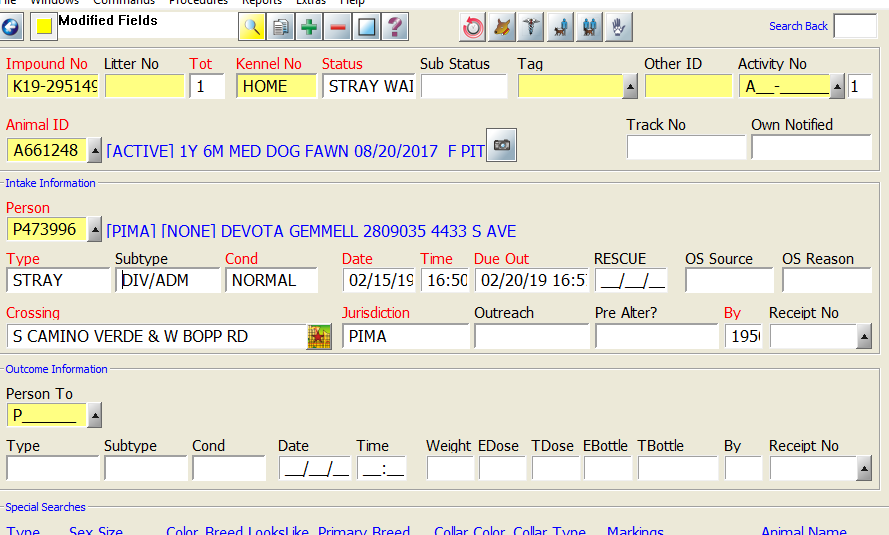 Windows Commands Procedures Reports Extras Help
Modified Fields
Search Back
Impound No Litter No Tot Kennel No Status Sub Status Tag Other ID Activity No
K19-295149 1 HOME STRAY WAI A__-______ 1
Animal ID Track No Own Notified
A661248 [ACTIVE] 1Y 6M MED DOG FAWN 08/20/2017 F PIT
Intake Information
Person
P473996 [PIMA] [NONE] DEVOTA GEMMELL 2809035 4433 S AVE
Type Subtype Cond Date Time Due Out RESCUE OS Source OS Reason
STRAY DIV/ADM NORMAL 02/15/19 16:50 02/20/19 16:5 __/__/__
Crossing Jurisdiction Outreach Pre Alter? By Receipt No
S CAMINO VERDE & W BOPP RD PIMA 195
Outcome Information
Person To
P______
Type Subtype Cond Date Time Weight EDose TDose EBottle TBottle By Receipt No
__/__/__ __:__
Special Searches
Type Sex Size Color Breed LooksLike Primary Breed Collar Color Collar Type Markings Animal Name